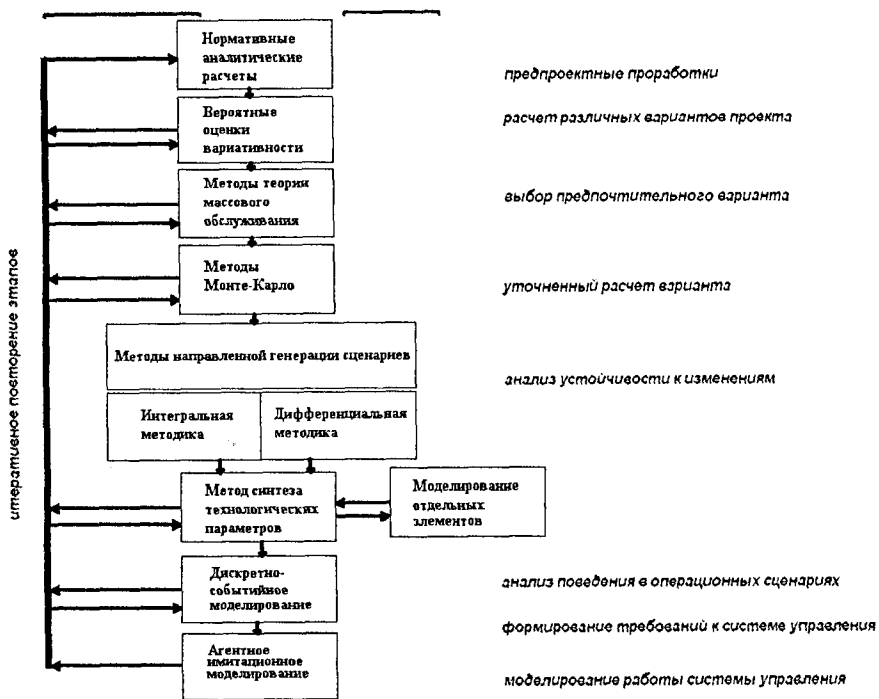 Нормативные
аналитические
расчеты
предпроектные проработки
Вероятные
оценки
вариативности
расчет различных вариантов проекта
Методы теории
массового
обслуживания
выбор предпочтительного варианта
Методы
Монте-Карло
уточненный расчет варианта
Методы направленной генерации сценариев
анализ устойчивости к изменениям
Интегральная
методика
Дифференциальная
методика
Метод синтеза
технологических
параметров
Моделирование
отдельных
элементов
Дискретно-
событийное
моделирование
анализ поведения в операционных сценариях
формирование требований к системе управления
Агентное
имитационное
моделирование
моделирование работы системы управления
итеративное повторение этапов